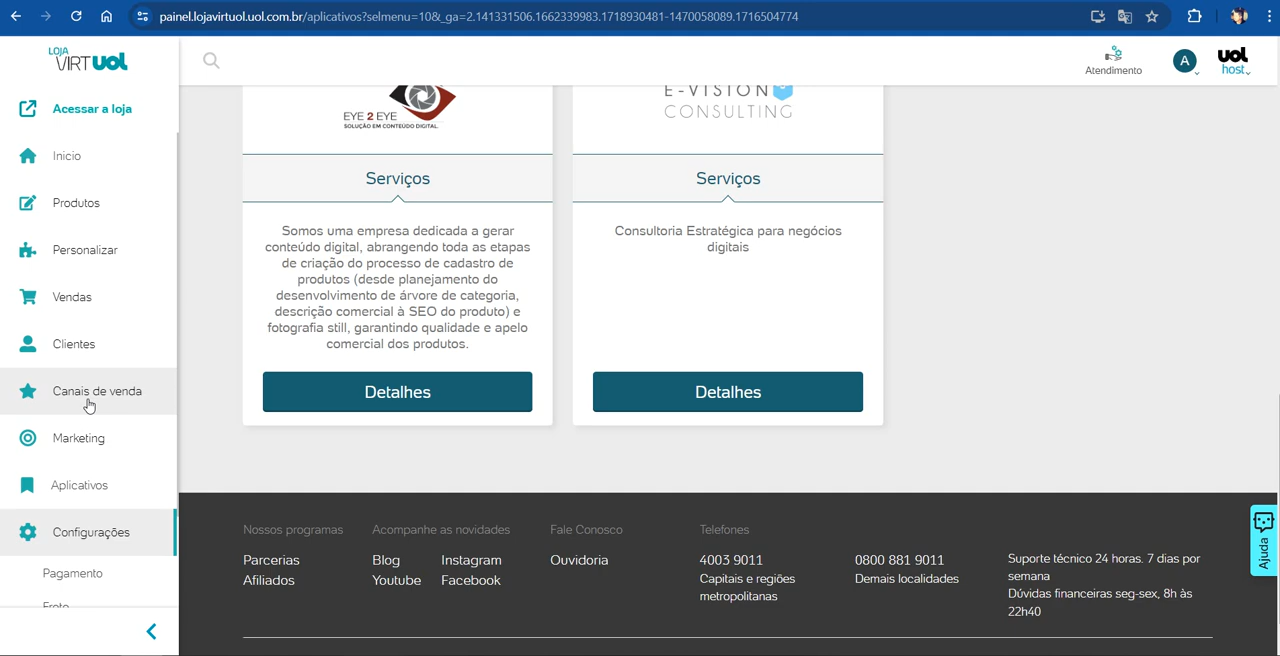 painel.lojavirtuol.uol.com.br/aplicativos?selmenu=10&_ga=2.141331506.1662339983.1718930481-1470058089.1716504774
LOJA
VIRTUOL
Atendimento
A
uol
host
Acessar a loja
Inicio
Produtos
Personalizar
Vendas
Clientes
Canais de venda
Marketing
Aplicativos
Configurações
Pagamento
Frete
EYE 2 EYE
SOLUÇÃO EM CONTEÚDO DIGITAL
Serviços
Somos uma empresa dedicada a gerar
conteúdo digital, abrangendo toda as etapas
de criação do processo de cadastro de
produtos (desde planejamento do
desenvolvimento de árvore de categoria,
descrição comercial à SEO do produto) e
fotografia still, garantindo qualidade e apelo
comercial dos produtos.
Detalhes
E-VISION
CONSULTING
Serviços
Consultoria Estratégica para negócios
digitais
Detalhes
Ajuda
Nossos programas
Parcerias
Afiliados
Acompanhe as novidades
Blog Instagram
Youtube Facebook
Fale Conosco
Ouvidoria
Telefones
4003 9011
Capitais e regiões
metropolitanas
0800 881 9011
Demais localidades
Suporte técnico 24 horas. 7 dias por
semana
Dúvidas financeiras seg-sex, 8h às
22h40